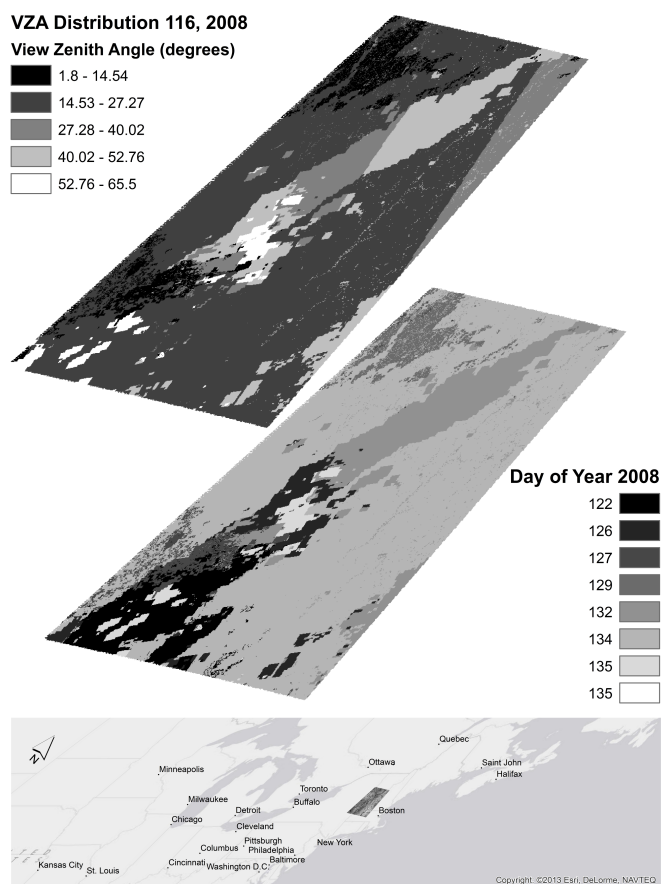 VZA Distribution 116, 2008
View Zenith Angle (degrees)
1.8 - 14.54
14.53 - 27.27
27.28 - 40.02
40.02 - 52.76
52.76 - 65.5
Day of Year 2008
122
126
127
129
132
134
135
135
N
Quebec
Ottawa
Saint John
Halifax
Minneapolis
Toronto
Milwaukee
Buffalo
Detroit
Boston
Chicago
Cleveland
Pittsburgh
New York
Columbus
Philadelphia
Baltimore
Kansas City
St. Louis
Cincinnati
Washington D.C.
Copyright: ©2013 Esri, DeLorme, NAVTEQ